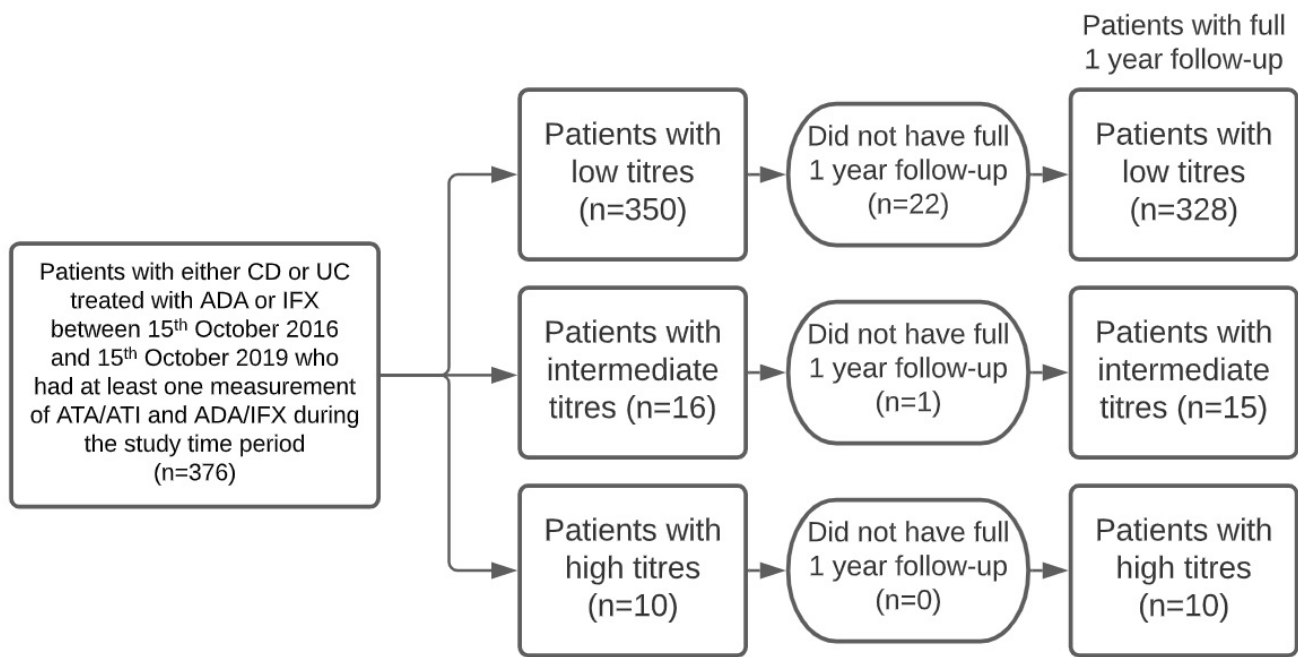 Patients with full
1 year follow-up
Patients with either CD or UC
treated with ADA or IFX
between 15th October 2016
and 15th October 2019 who
had at least one measurement
of ATA/ATI and ADA/IFX during
the study time period
(n=376)
Patients with
low titres
(n=350)
Did not have full
1 year follow-up
(n=22)
Patients with
low titres
(n=328)
Patients with
intermediate
titres (n=16)
Did not have full
1 year follow-up
(n=1)
Patients with
intermediate
titres (n=15)
Patients with
high titres
(n=10)
Did not have full
1 year follow-up
(n=0)
Patients with
high titres
(n=10)